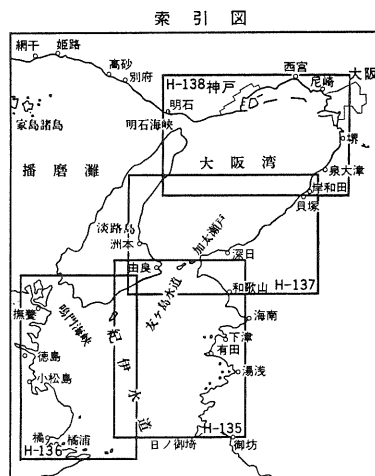 索引図
網干
姫路
高砂
別府
西宮
尼崎
大阪
H-138 神戸
明石
家島諸島
明石海峡
堺
播磨灘
大阪湾
泉大津
岸和田
貝塚
淡路島
加太瀬戸
洲本
深日
由良
友ヶ島水道
H-137
和歌山
撫養
鳴門海峡
海南
紀伊水道
下津
有田
徳島
湯浅
小松島
橘
橘浦
H-136
日ノ御埼
H-135
御坊